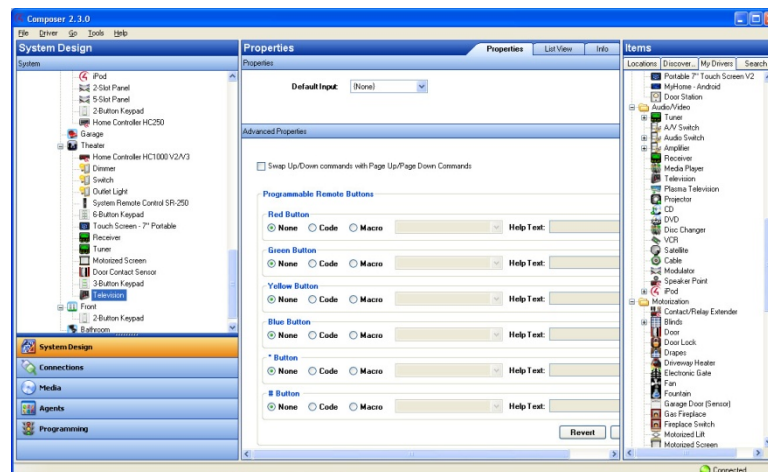 Composer 2.3.0
File Driver Go Tools Help
System Design
System
iPod
2-Slot Panel
5-Slot Panel
2-Button Keypad
Home Controller HC250
Garage
Theater
Home Controller HC1000 V2/V3
Dimmer
Switch
Outlet Light
System Remote Control SR-250
6-Button Keypad
Touch Screen - 7" Portable
Receiver
Tuner
Motorized Screen
Door Contact Sensor
3-Button Keypad
Television
Front
2-Button Keypad
Bathroom
System Design
Connections
Media
Agents
Programming
Properties
Properties List View Info
Properties
Default Input: (None)
Advanced Properties
Swap Up/Down commands with Page Up/Page Down Commands
Programmable Remote Buttons
Red Button
None Code Macro Help Text:
Green Button
None Code Macro Help Text:
Yellow Button
None Code Macro Help Text:
Blue Button
None Code Macro Help Text:
* Button
None Code Macro Help Text:
# Button
None Code Macro Help Text:
Revert
Items
Locations Discover... My Drivers Search
Portable 7" Touch Screen V2
MyHome - Android
Door Station
Audio/Video
Tuner
A/V Switch
Audio Switch
Amplifier
Receiver
Media Player
Television
Plasma Television
Projector
CD
DVD
Disc Changer
VCR
Satellite
Cable
Modulator
Speaker Point
iPod
Motorization
Contact/Relay Extender
Blinds
Door
Door Lock
Drapes
Driveway Heater
Electronic Gate
Fan
Fountain
Garage Door (Sensor)
Gas Fireplace
Fireplace Switch
Motorized Lift
Motorized Screen
Connected